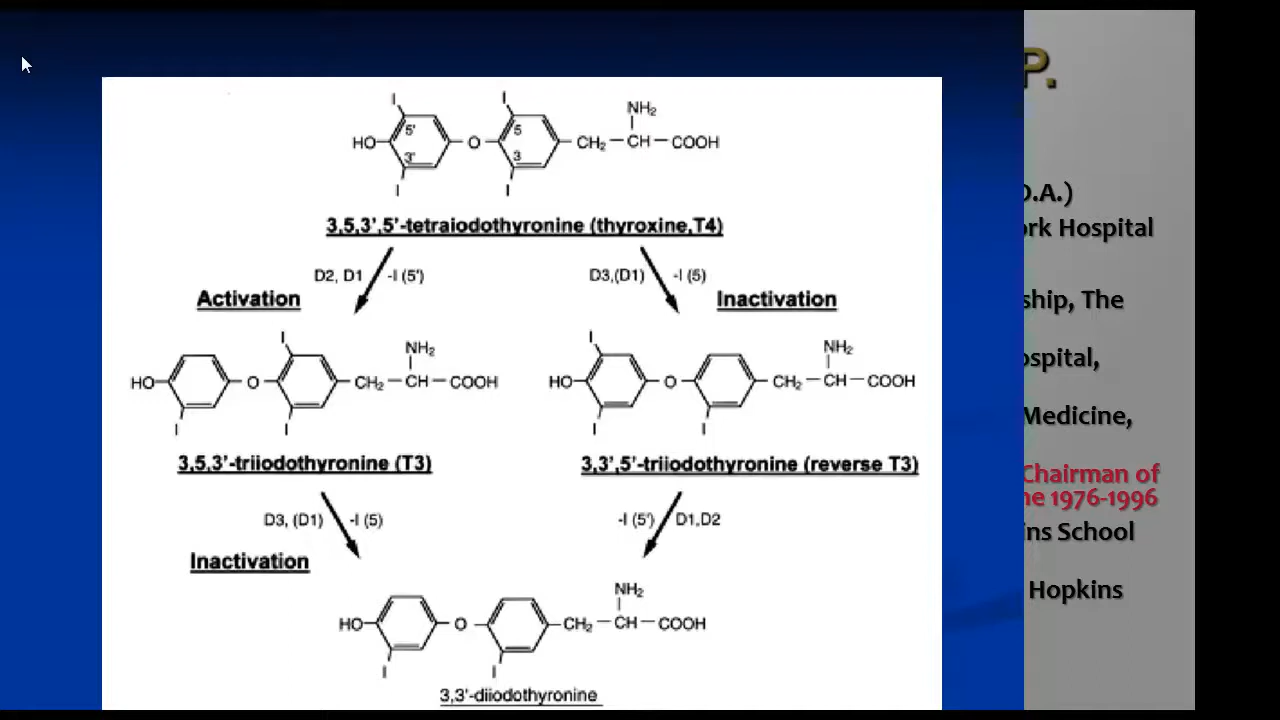 P.
I I NH₂
HO 5' O 5 CH₂ — CH — COOH
3' 3
I I
3,5,3',5'-tetraiodothyronine (thyroxine,T4)
D2, D1 -I (5') D3,(D1) -I (5)
Activation Inactivation
I NH₂ I NH₂
HO O CH₂ — CH — COOH HO O CH₂ — CH — COOH
I I I I
3,5,3'-triiodothyronine (T3) 3,3',5'-triiodothyronine (reverse T3)
D3, (D1) -I (5) -I (5') D1,D2
Inactivation
NH₂
HO O CH₂ — CH — COOH
I I
3,3'-diiodothyronine
O.A.)
ork Hospital
ship, The
ospital,
Medicine,
Chairman of
ne 1976-1996
ins School
Hopkins